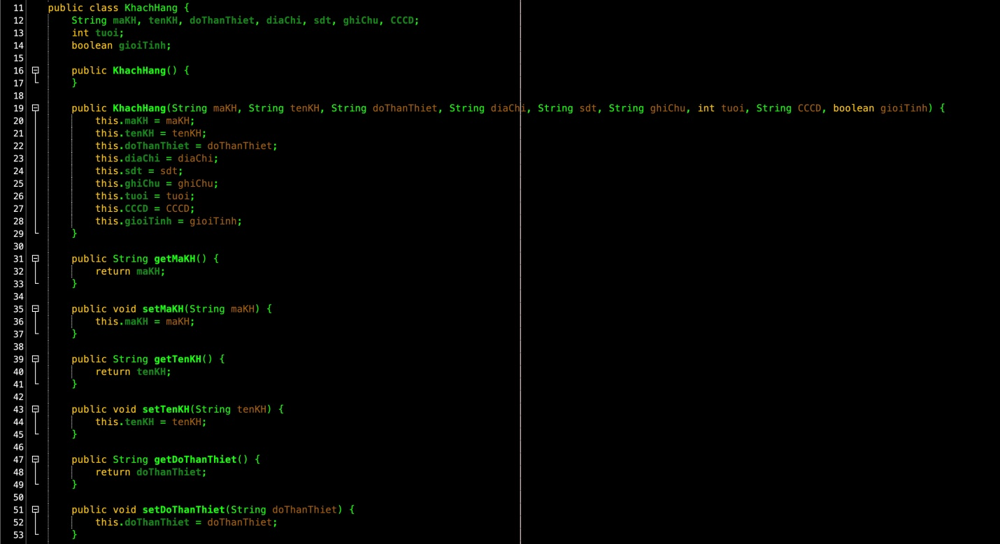 11 public class KhachHang {
12 String maKH, tenKH, doThanThiet, diaChi, sdt, ghiChu, CCCD;
13 int tuoi;
14 boolean gioiTinh;
15
16 public KhachHang() {
17 }
18
19 public KhachHang(String maKH, String tenKH, String doThanThiet, String diaChi, String sdt, String ghiChu, int tuoi, String CCCD, boolean gioiTinh) {
20 this.maKH = maKH;
21 this.tenKH = tenKH;
22 this.doThanThiet = doThanThiet;
23 this.diaChi = diaChi;
24 this.sdt = sdt;
25 this.ghiChu = ghiChu;
26 this.tuoi = tuoi;
27 this.CCCD = CCCD;
28 this.gioiTinh = gioiTinh;
29 }
30
31 public String getMaKH() {
32 return maKH;
33 }
34
35 public void setMaKH(String maKH) {
36 this.maKH = maKH;
37 }
38
39 public String getTenKH() {
40 return tenKH;
41 }
42
43 public void setTenKH(String tenKH) {
44 this.tenKH = tenKH;
45 }
46
47 public String getDoThanThiet() {
48 return doThanThiet;
49 }
50
51 public void setDoThanThiet(String doThanThiet) {
52 this.doThanThiet = doThanThiet;
53 }